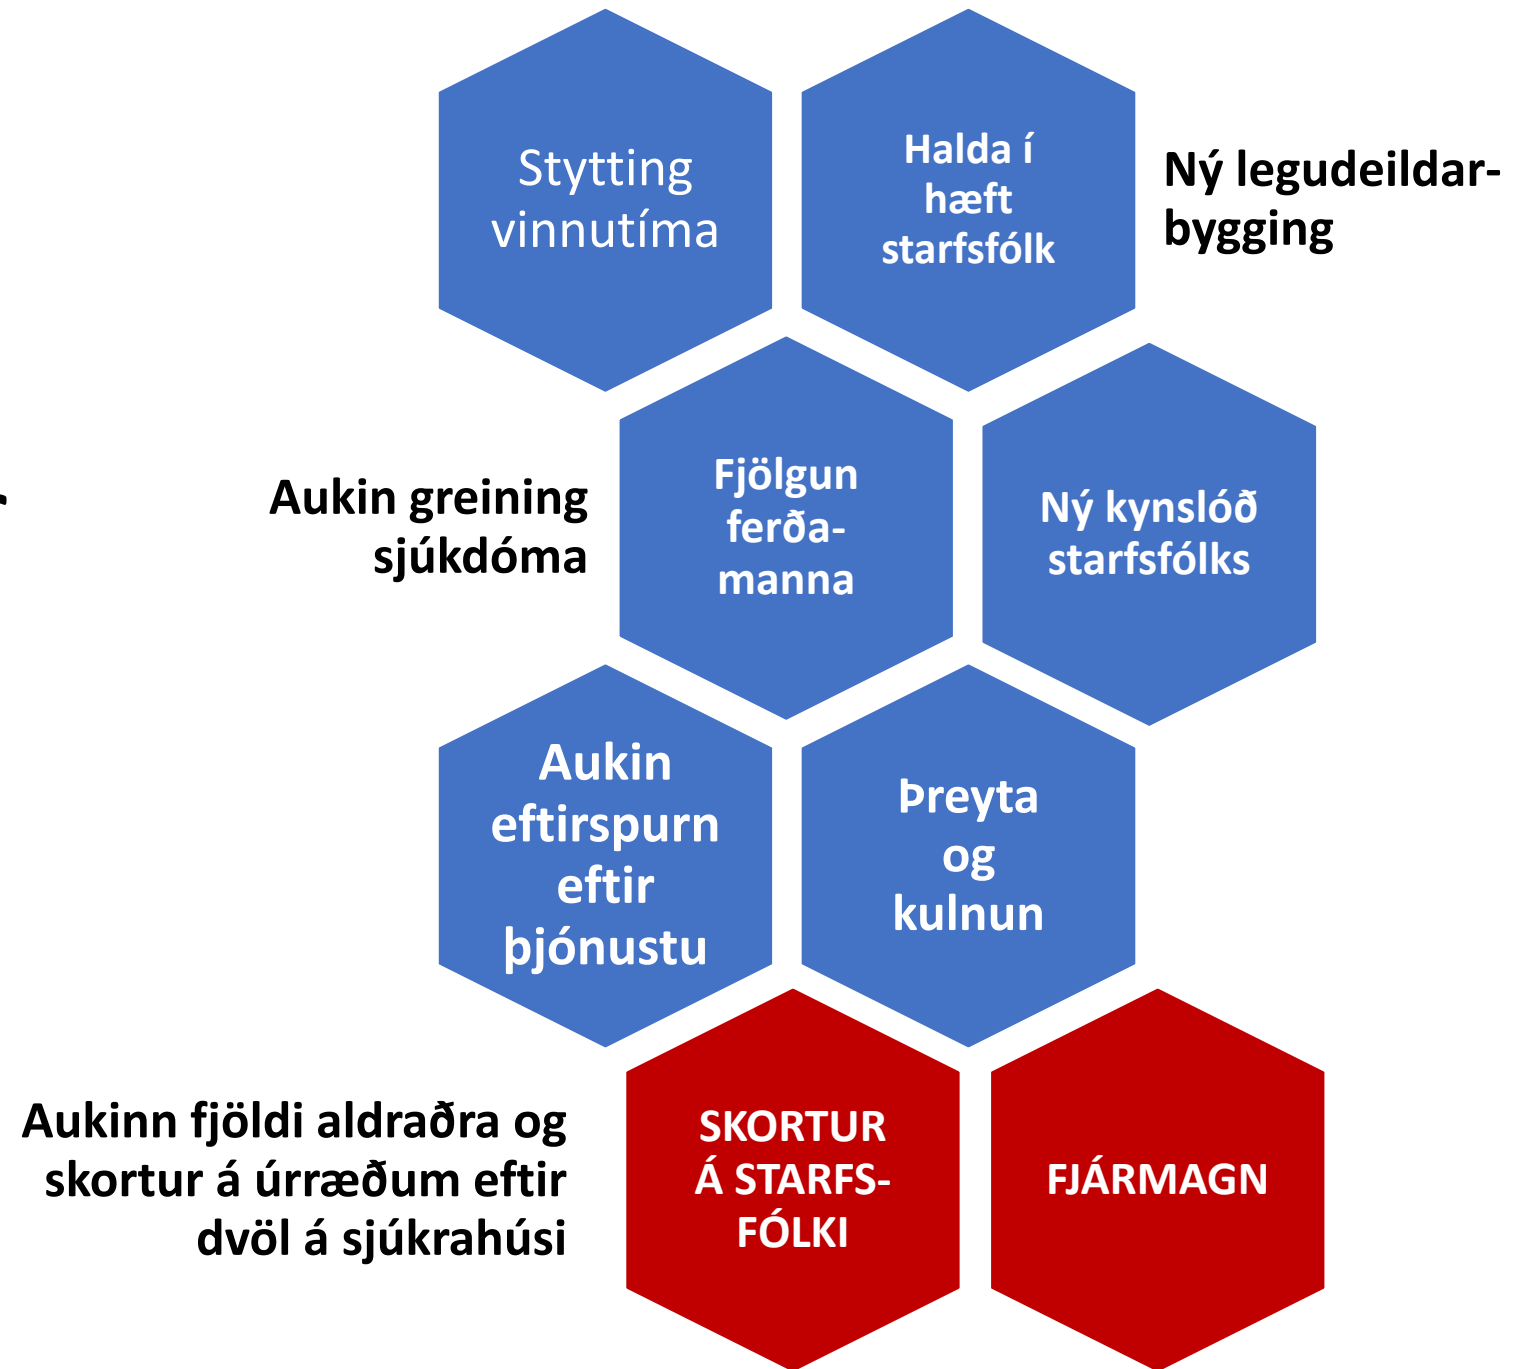 Stytting
vinnutíma
Halda í
hæft
starfsfólk
Ný legudeildar-
bygging
Aukin greining
sjúkdóma
Fjölgun
ferða-
manna
Ný kynslóð
starfsfólks
Aukin
eftirspurn
eftir
þjónustu
Þreyta
og
kulnun
Aukinn fjöldi aldraðra og
skortur á úrræðum eftir
dvöl á sjúkrahúsi
SKORTUR
Á STARFS-
FÓLKI
FJÁRMAGN